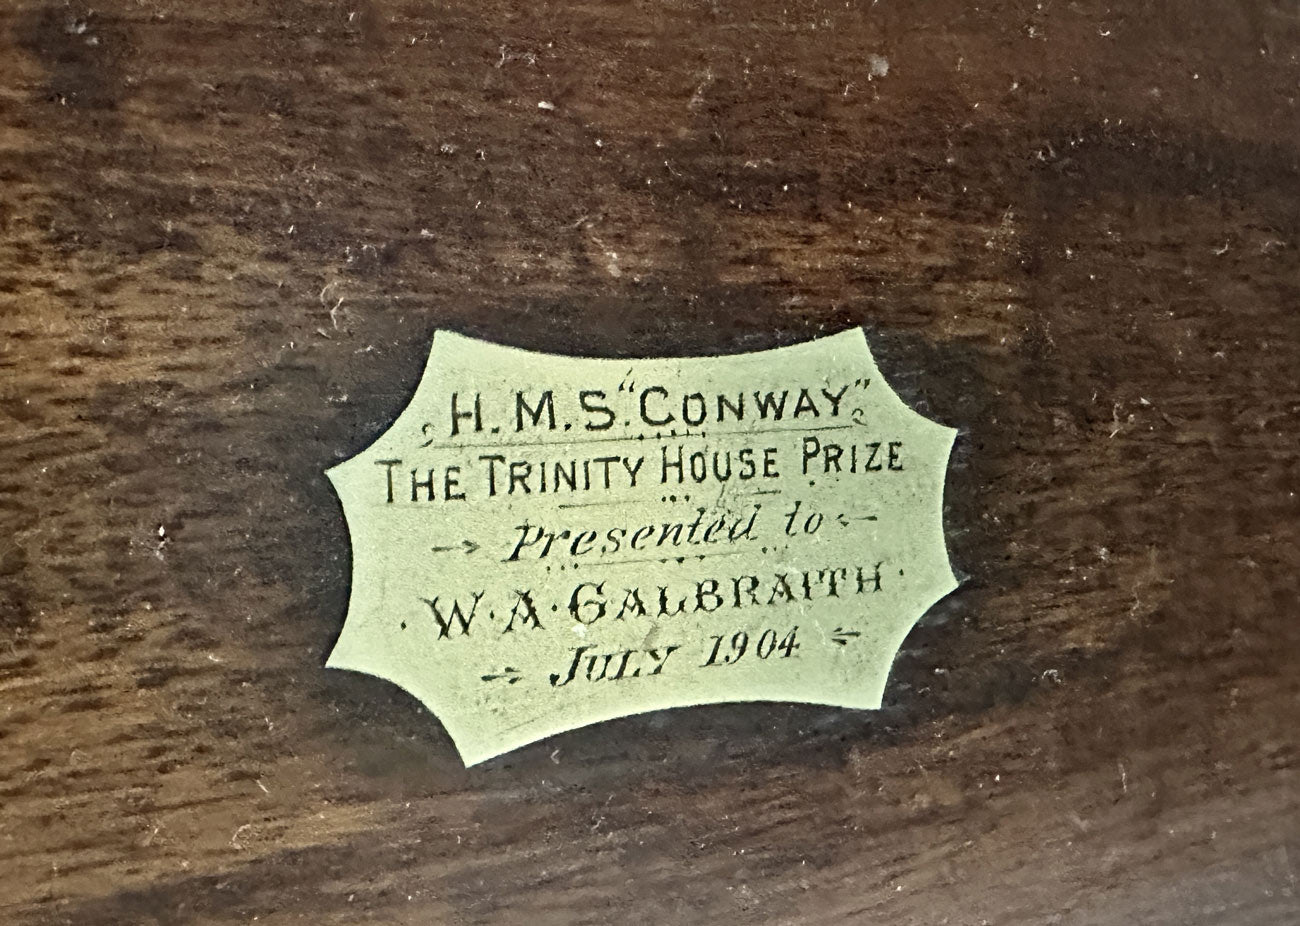 H. M. S. "CONWAY"
THE TRINITY HOUSE PRIZE
Presented to
W. A. GALBRAITH
JULY 1904